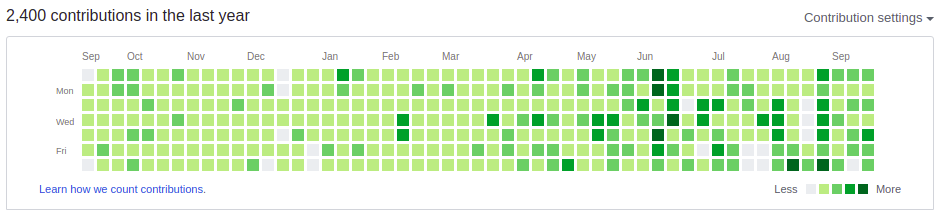 2,400 contributions in the last year
Contribution settings
Sep Oct Nov Dec Jan Feb Mar Apr May Jun Jul Aug Sep
Mon
Wed
Fri
Learn how we count contributions.
Less More